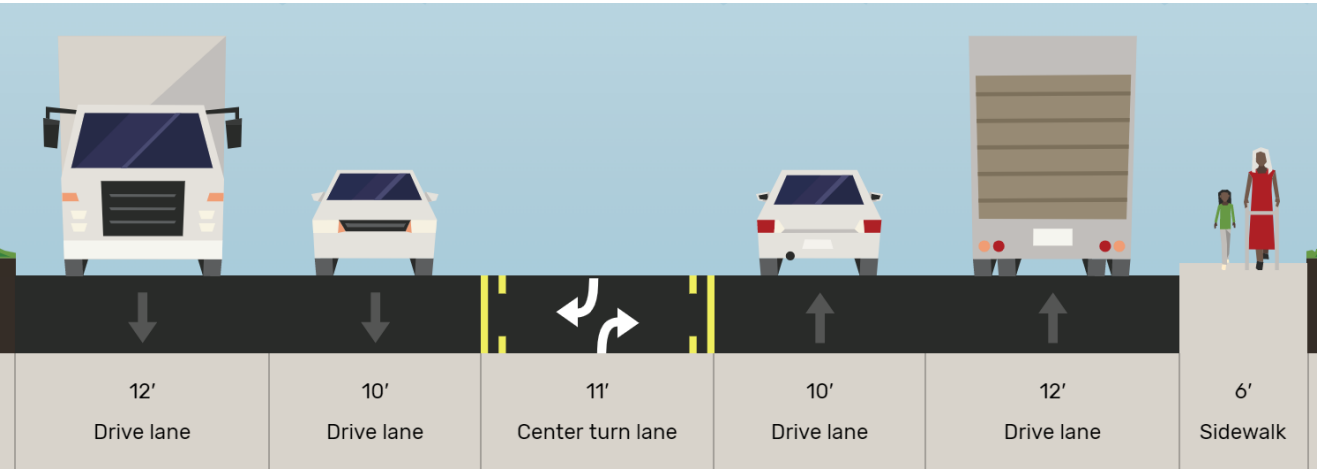 12′
Drive lane
10′
Drive lane
11′
Center turn lane
10′
Drive lane
12′
Drive lane
6′
Sidewalk